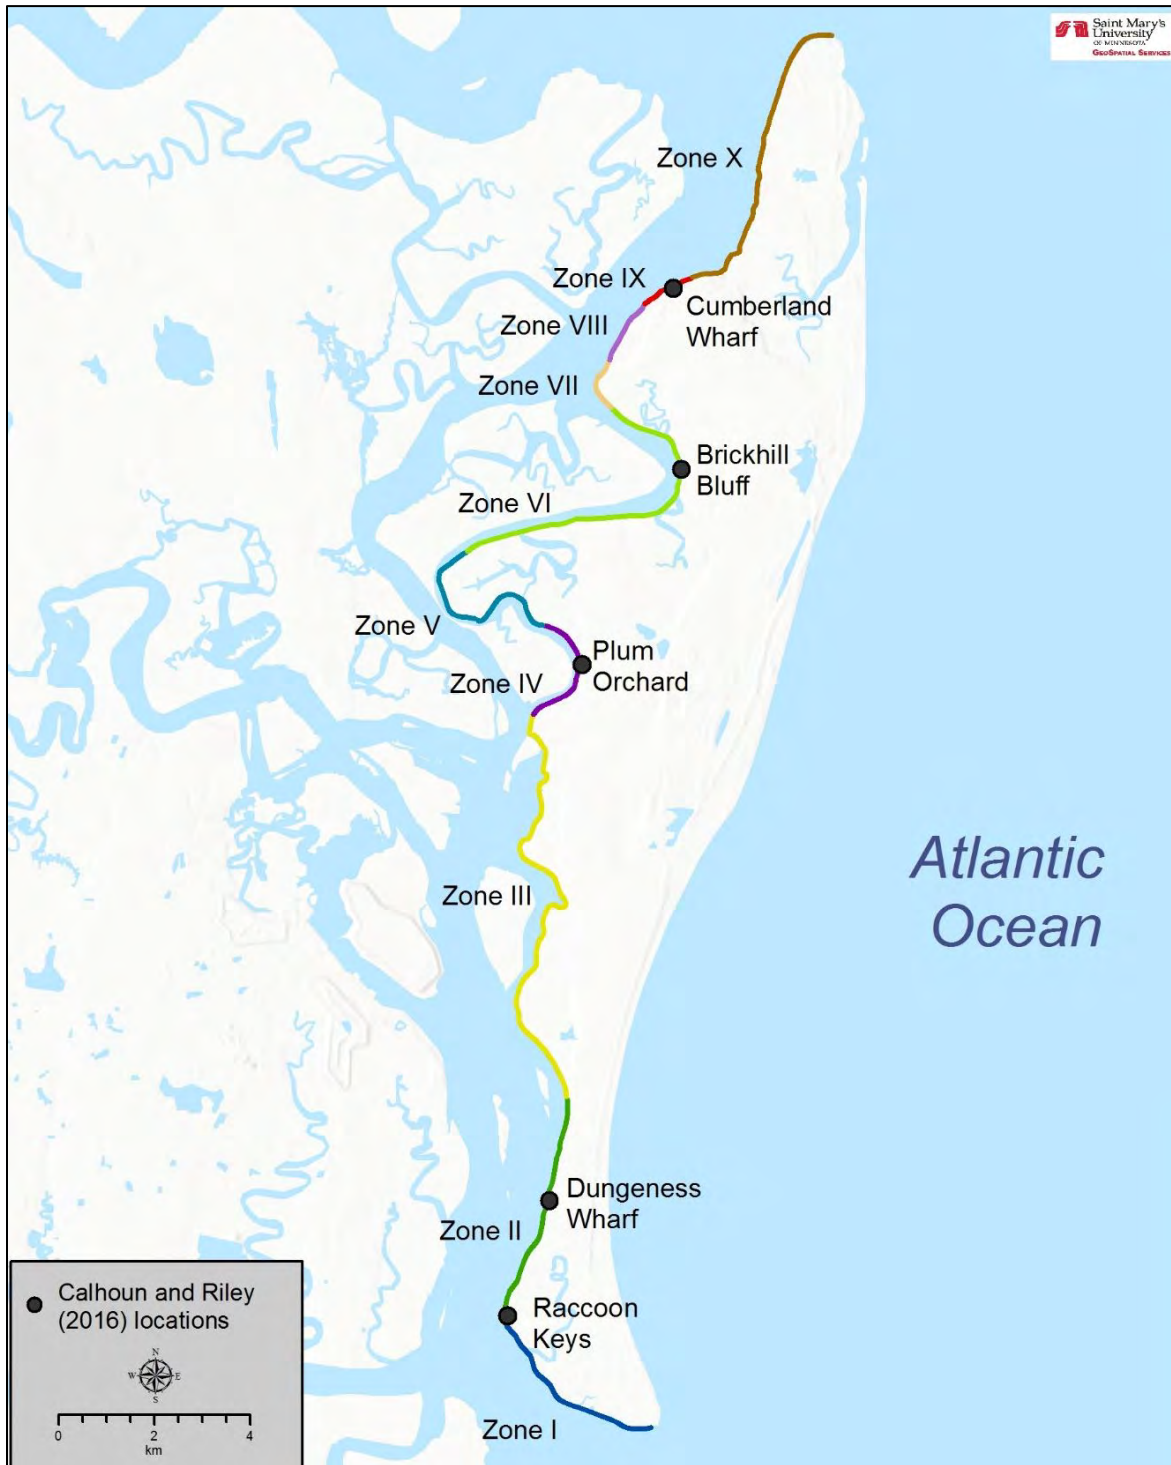 Saint Mary's
University
OF MINNESOTA
GEOSPATIAL SERVICES
Zone X
Zone IX
Cumberland
Wharf
Zone VIII
Zone VII
Brickhill
Bluff
Zone VI
Zone V
Plum
Orchard
Zone IV
Atlantic
Ocean
Zone III
Dungeness
Wharf
Zone II
Raccoon
Keys
Zone I
Calhoun and Riley
(2016) locations
N
W E
S
0 2 4
km